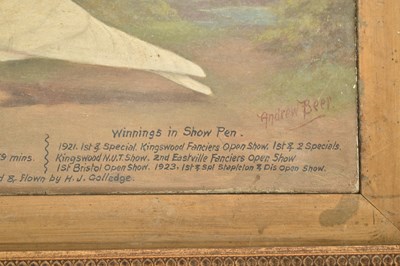 Andrew Beer.
Winnings in Show Pen.
1921. 1st & Special. Kingswood Fanciers Open Show. 1st & 2 Specials.
9 mins. Kingswood N.U.T. Show. 2nd Eastville Fanciers Open Show
1st Bristol Open Show. 1923. 1st & Spl Stapleton & Dis Open Show.
d & flown by H. J. Golledge.